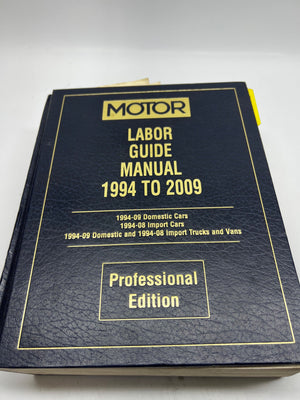 MOTOR
LABOR
GUIDE
MANUAL
1994 TO 2009
1994-09 Domestic Cars
1994-08 Import Cars
1994-09 Domestic and 1994-08 Import Trucks and Vans
Professional
Edition